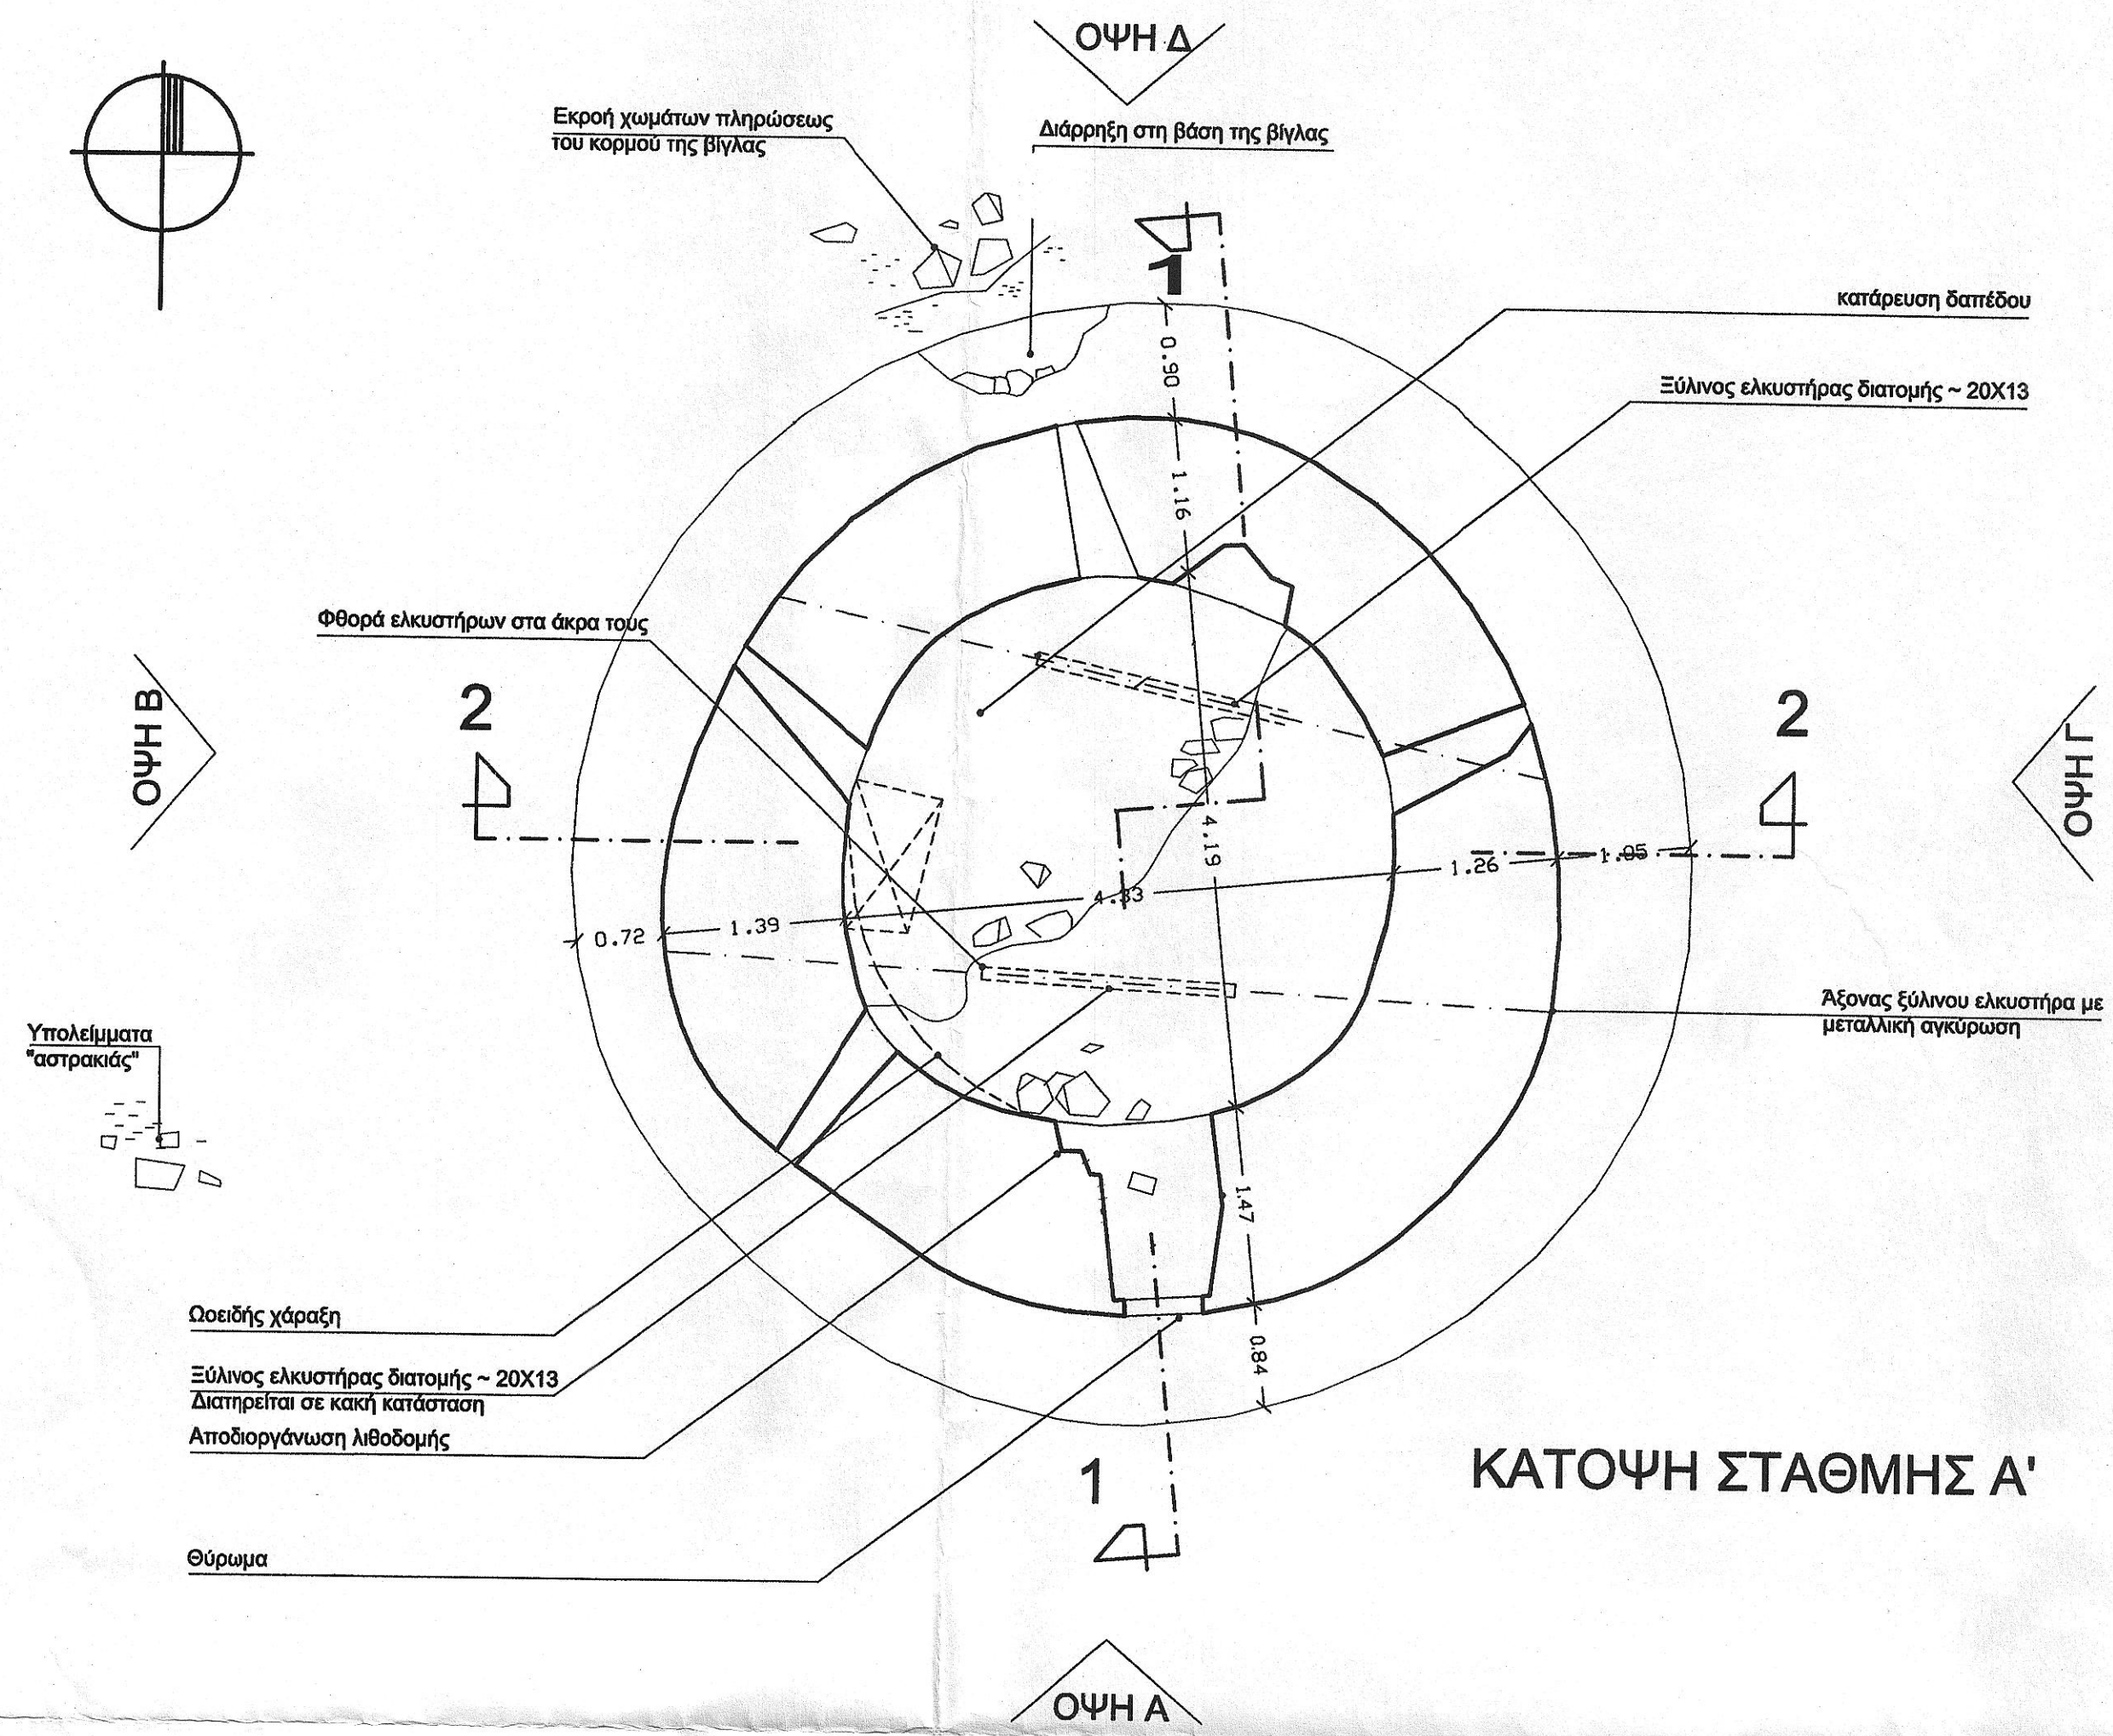 ΟΨΗ Δ
Εκροή χωμάτων πληρώσεως
του κορμού της βίγλας
Διάρρηξη στη βάση της βίγλας
1
κατάρευση δαπέδου
0.90
Ξύλινος ελκυστήρας διατομής ~ 20X13
1.16
Φθορά ελκυστήρων στα άκρα τους
ΟΨΗ Β
2
2
ΟΨΗ Γ
4.19
1.26
1.05
4.33
0.72
1.39
Άξονας ξύλινου ελκυστήρα με
μεταλλική αγκύρωση
Υπολείμματα
"αστρακιάς"
1.47
Ωοειδής χάραξη
0.84
Ξύλινος ελκυστήρας διατομής ~ 20X13
Διατηρείται σε κακή κατάσταση
Αποδιοργάνωση λιθοδομής
1
ΚΑΤΟΨΗ ΣΤΑΘΜΗΣ Α'
Θύρωμα
ΟΨΗ Α